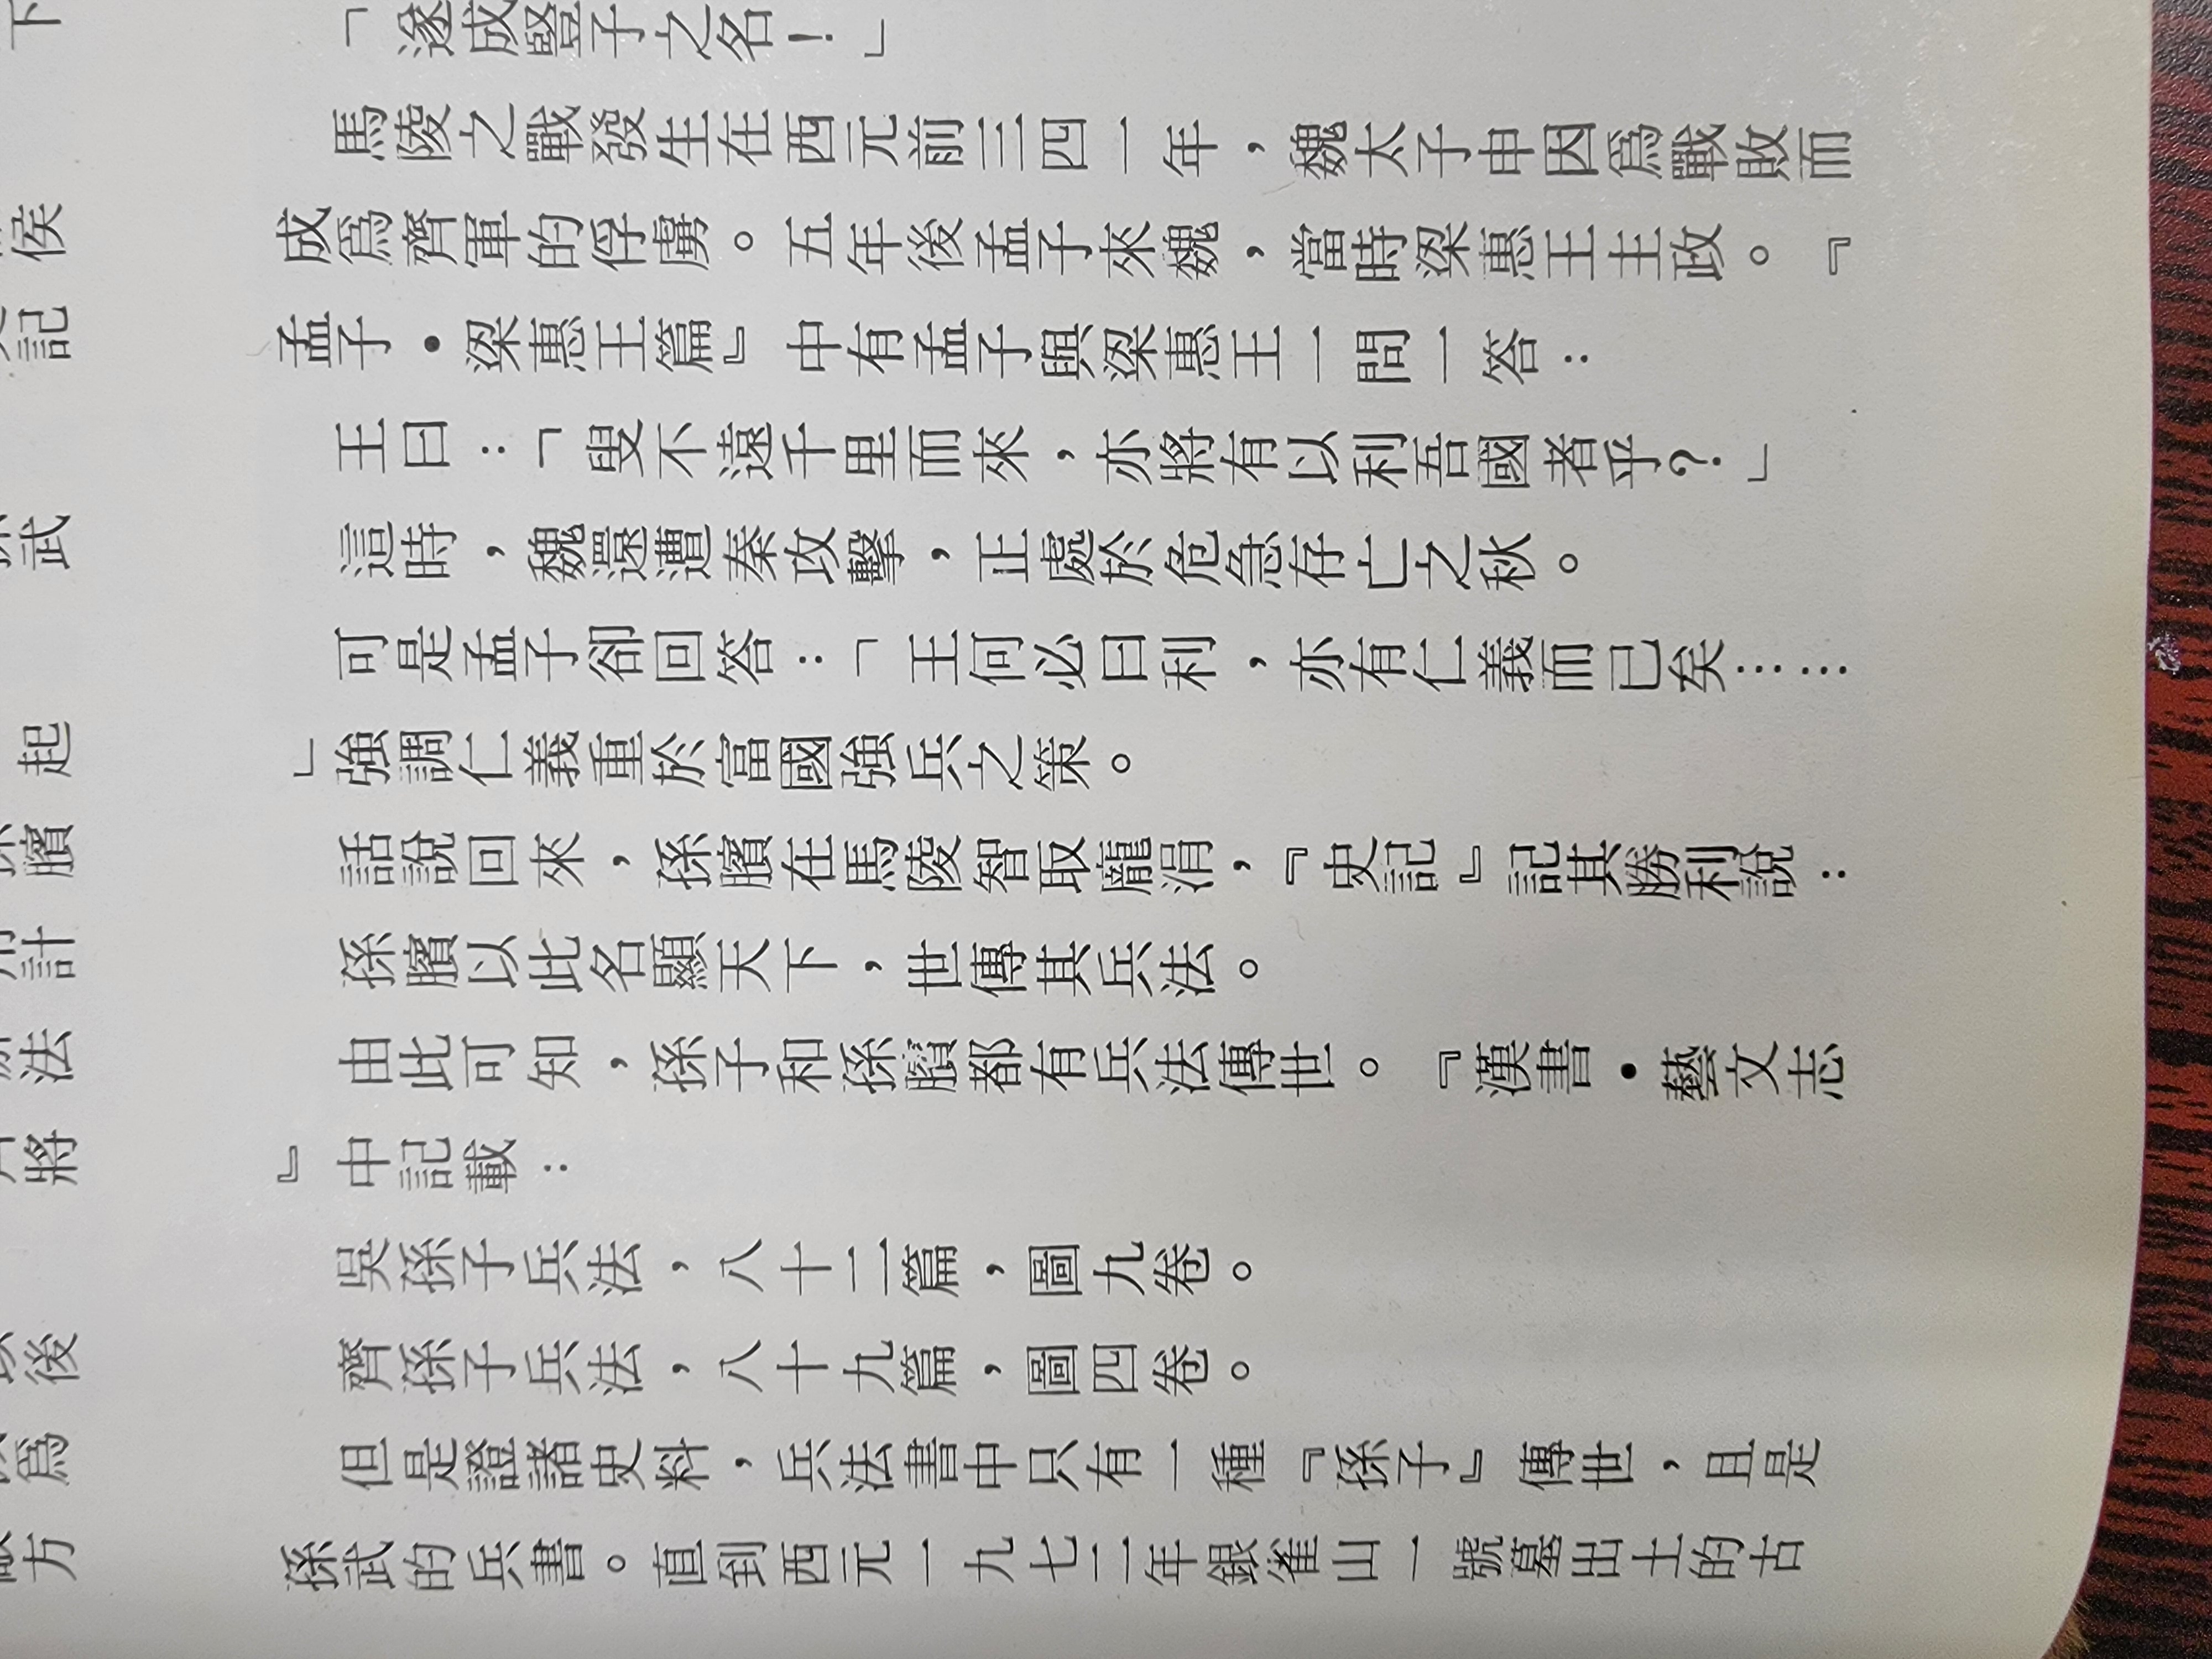 下
侯
記
武
起
臏
計
法
將
後
爲
方
「遂成豎子之名！」
馬陵之戰發生在西元前三四一年，魏太子申因爲戰敗而
成爲齊軍的俘虜。五年後孟子來魏，當時梁惠王主政。『
孟子・梁惠王篇』中有孟子與梁惠王一問一答：
王曰：「叟不遠千里而來，亦將有以利吾國者乎？」
這時，魏還遭秦攻擊，正處於危急存亡之秋。
可是孟子卻回答：「王何必曰利，亦有仁義而已矣……
」強調仁義重於富國強兵之策。
話說回來，孫臏在馬陵智取龐涓，『史記』記其勝利說：
孫臏以此名顯天下，世傳其兵法。
由此可知，孫子和孫臏都有兵法傳世。『漢書・藝文志
』中記載：
吳孫子兵法，八十二篇，圖九卷。
齊孫子兵法，八十九篇，圖四卷。
但是證諸史料，兵法書中只有一種『孫子』傳世，且是
孫武的兵書。直到西元一九七二年銀雀山一號墓出土的古